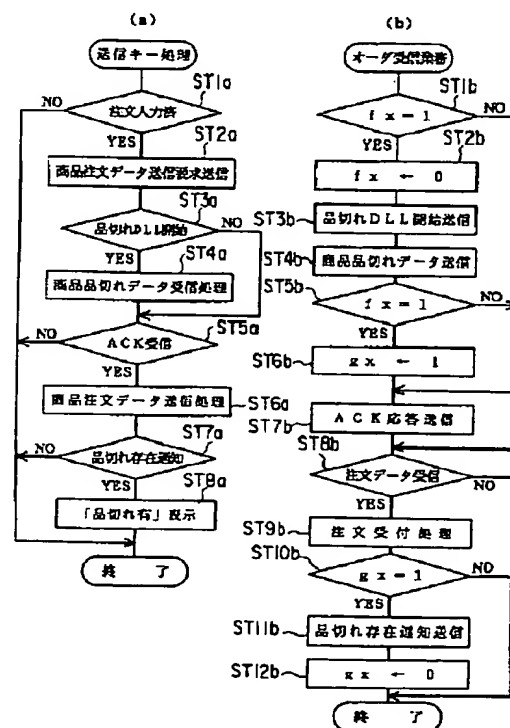 (a)
送信キー処理
ST1a
注文入力済
NO
YES
ST2a
商品注文データ送信要求送信
ST3a
品切れDLL開始
NO
YES
ST4a
商品品切れデータ受信処理
ST5a
ACK受信
NO
YES
商品注文データ送信処理
ST6a
ST7a
品切れ存在通知
NO
YES
ST8a
「品切れ有」表示
終 了
(b)
オーダ受信
ST1b
fx = 1
NO
YES
ST2b
fx ← 0
ST3b
品切れDLL開始送信
ST4b
商品品切れデータ送信
ST5b
fx = 1
NO
YES
ST6b
gx ← 1
ACK応答送信
ST7b
ST8b
注文データ受信
YES
NO
ST9b
注文受付処理
ST10b
gx = 1
NO
YES
ST11b
品切れ存在通知送信
ST12b
gx ← 0
終 了